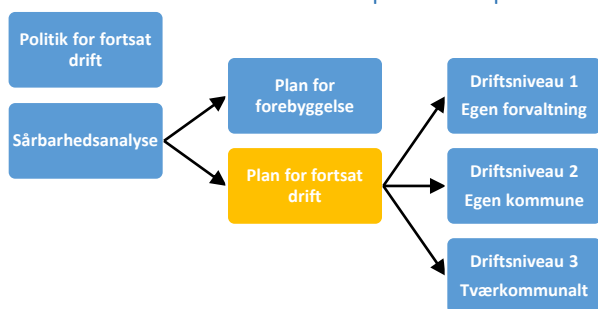 Politik for fortsat
drift
Sårbarhedsanalyse
Plan for
forebyggelse
Plan for fortsat
drift
Driftsniveau 1
Egen forvaltning
Driftsniveau 2
Egen kommune
Driftsniveau 3
Tværkommunalt